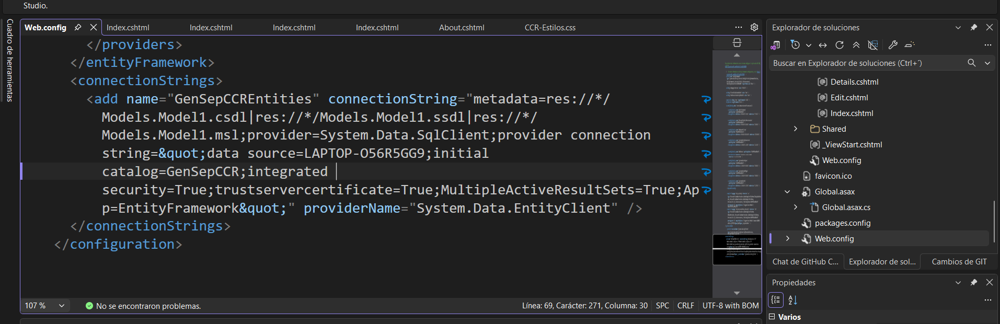 Studio.
Cuadro de herramientas
Web.config
Index.cshtml
Index.cshtml
Index.cshtml
Index.cshtml
About.cshtml
CCR-Estilos.css
</providers>
</entityFramework>
<connectionStrings>
<add name="GenSepCCREntities" connectionString="metadata=res://*/
Models.Model1.csdl|res://*/Models.Model1.ssdl|res://*/
Models.Model1.msl;provider=System.Data.SqlClient;provider connection
string=&quot;data source=LAPTOP-O56R5GG9;initial
catalog=GenSepCCR;integrated
security=True;trustservercertificate=True;MultipleActiveResultSets=True;Ap
p=EntityFramework&quot;" providerName="System.Data.EntityClient" />
</connectionStrings>
</configuration>
107 %
No se encontraron problemas.
Línea: 69, Carácter: 271, Columna: 30
SPC
CRLF
UTF-8 with BOM
Explorador de soluciones
Buscar en Explorador de soluciones (Ctrl+´)
Details.cshtml
Edit.cshtml
Index.cshtml
Shared
_ViewStart.cshtml
Web.config
favicon.ico
Global.asax
Global.asax.cs
packages.config
Web.config
Chat de GitHub C...
Explorador de sol...
Cambios de GIT
Propiedades
Varios